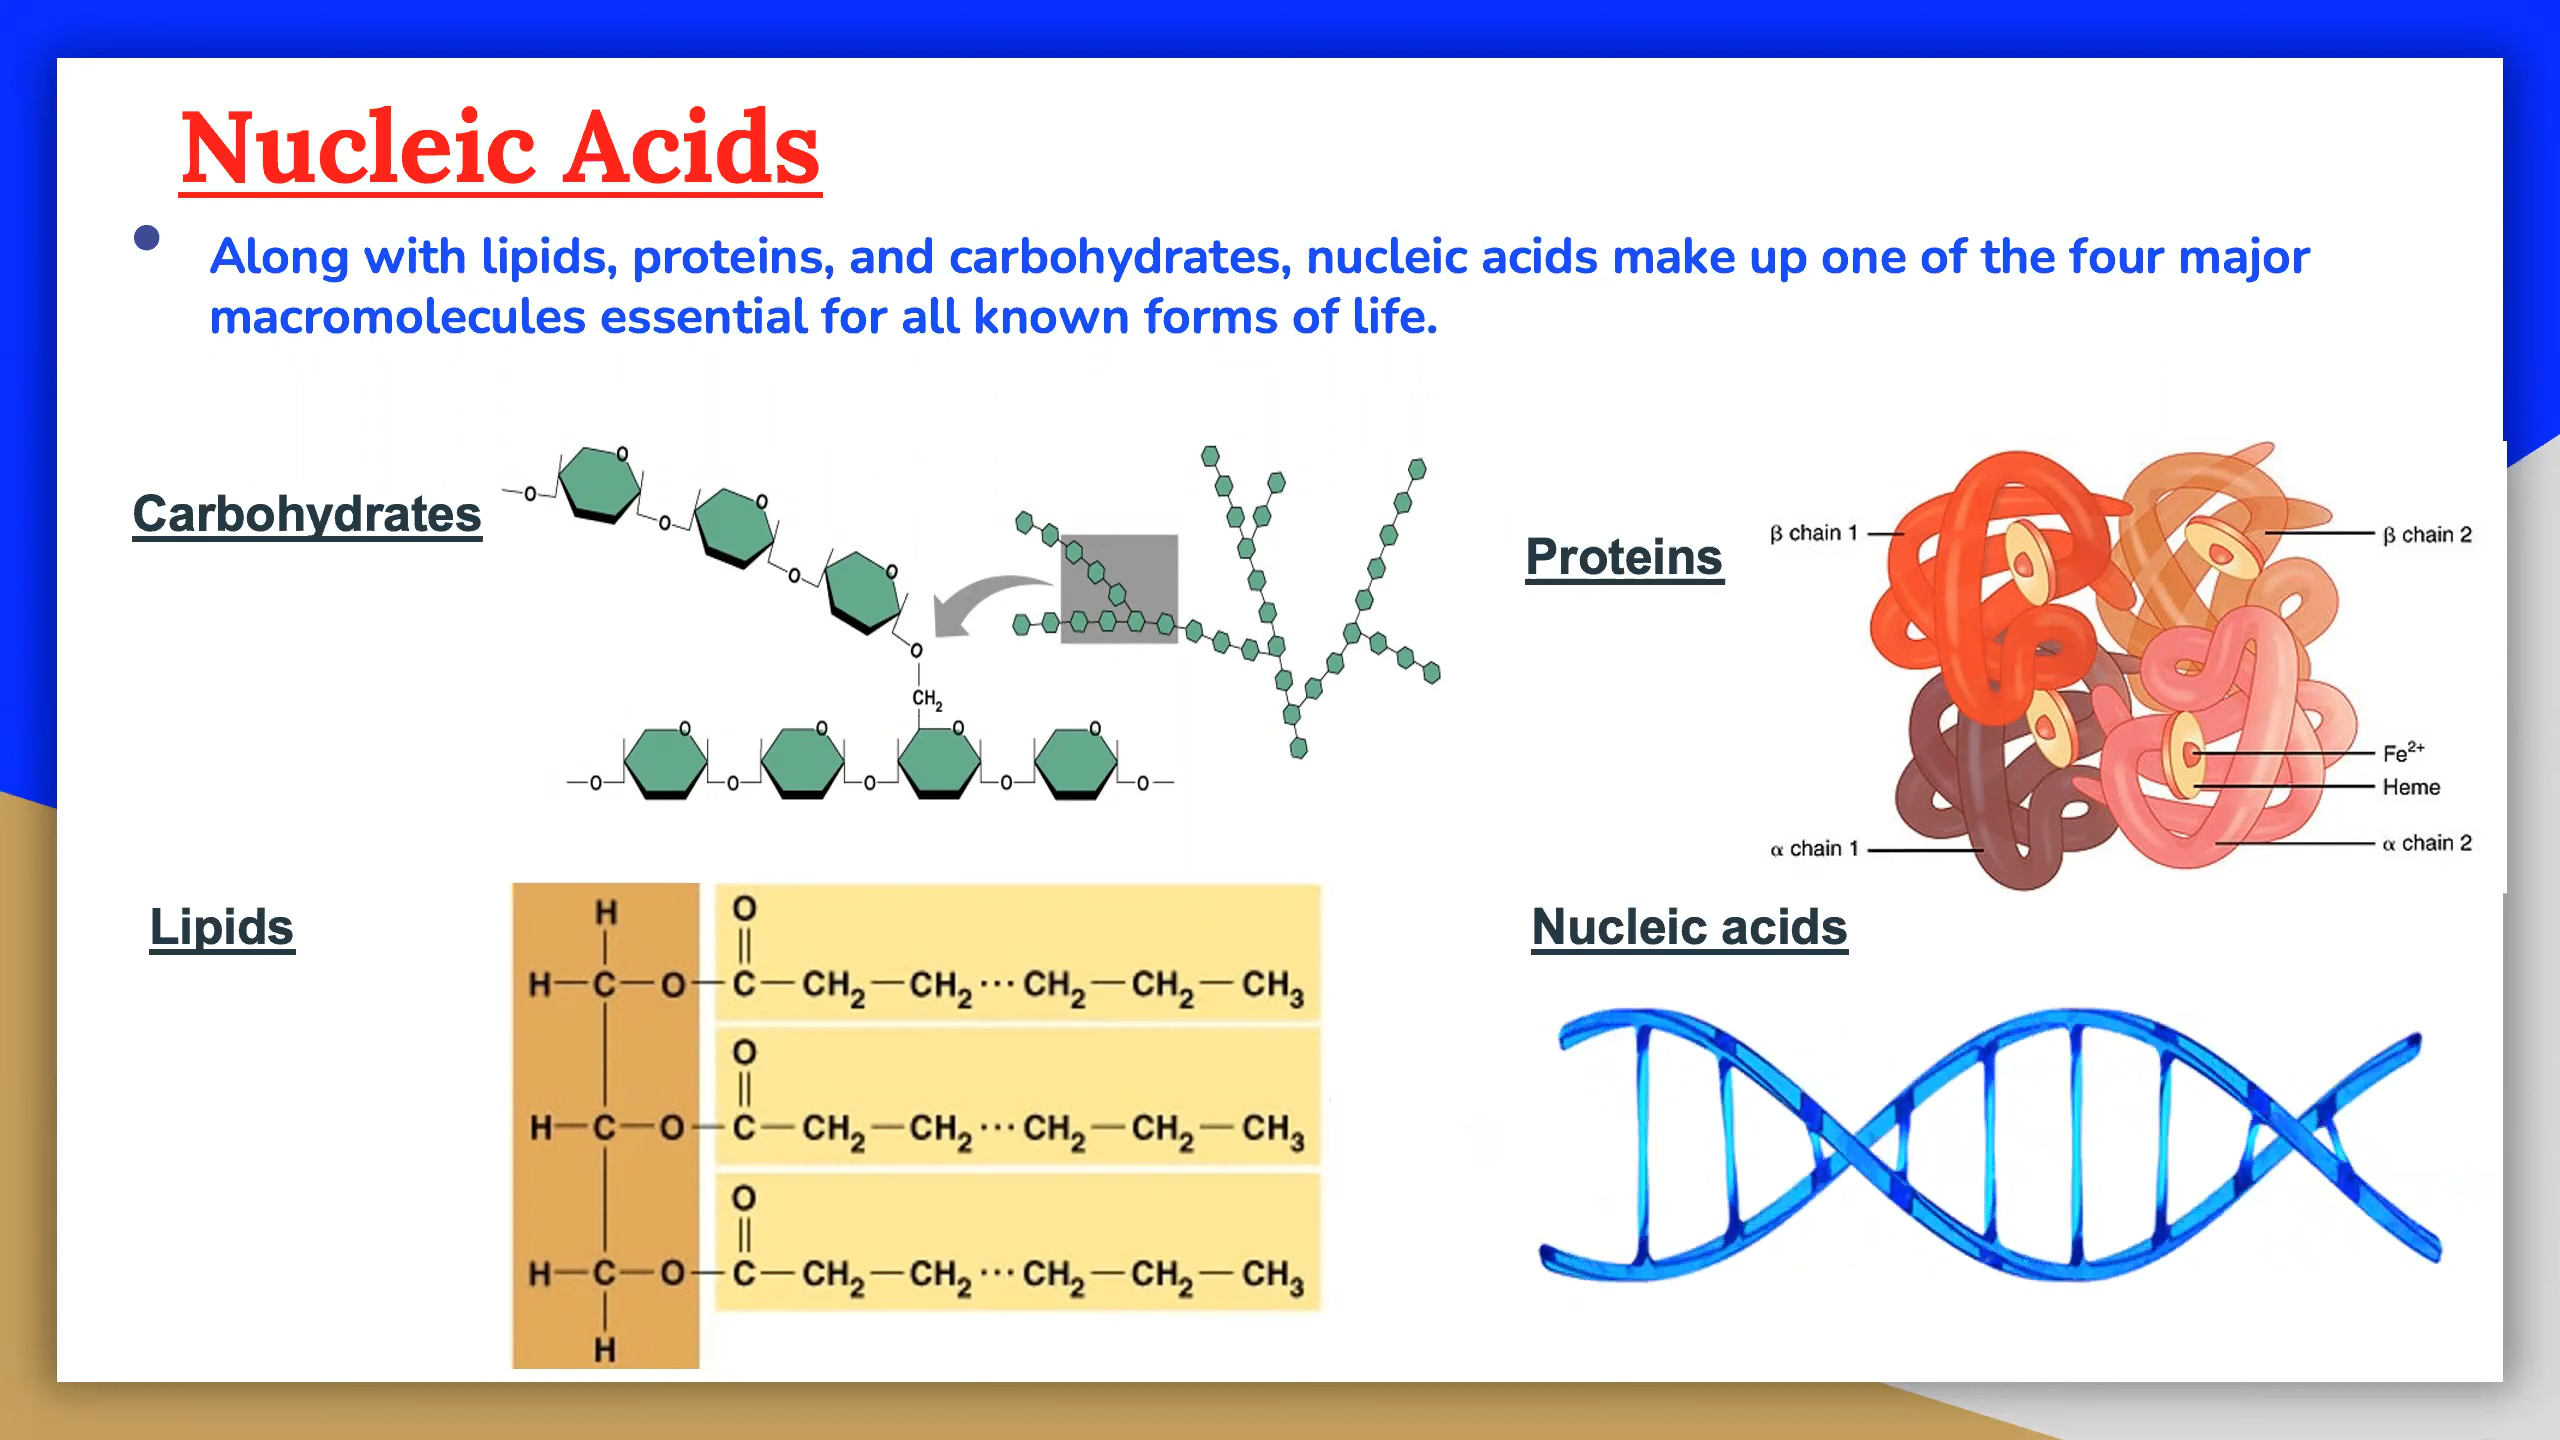 Nucleic Acids
• Along with lipids, proteins, and carbohydrates, nucleic acids make up one of the four major
macromolecules essential for all known forms of life.
Carbohydrates
O
O
O
O
O
O
O
CH₂
O
O
O
O
O
O
O
O
O
Proteins
β chain 1
β chain 2
Fe²⁺
Heme
α chain 1
α chain 2
Lipids
H O
H—C—O—C—CH₂—CH₂···CH₂—CH₂—CH₃
O
H—C—O—C—CH₂—CH₂···CH₂—CH₂—CH₃
O
H—C—O—C—CH₂—CH₂···CH₂—CH₂—CH₃
H
Nucleic acids